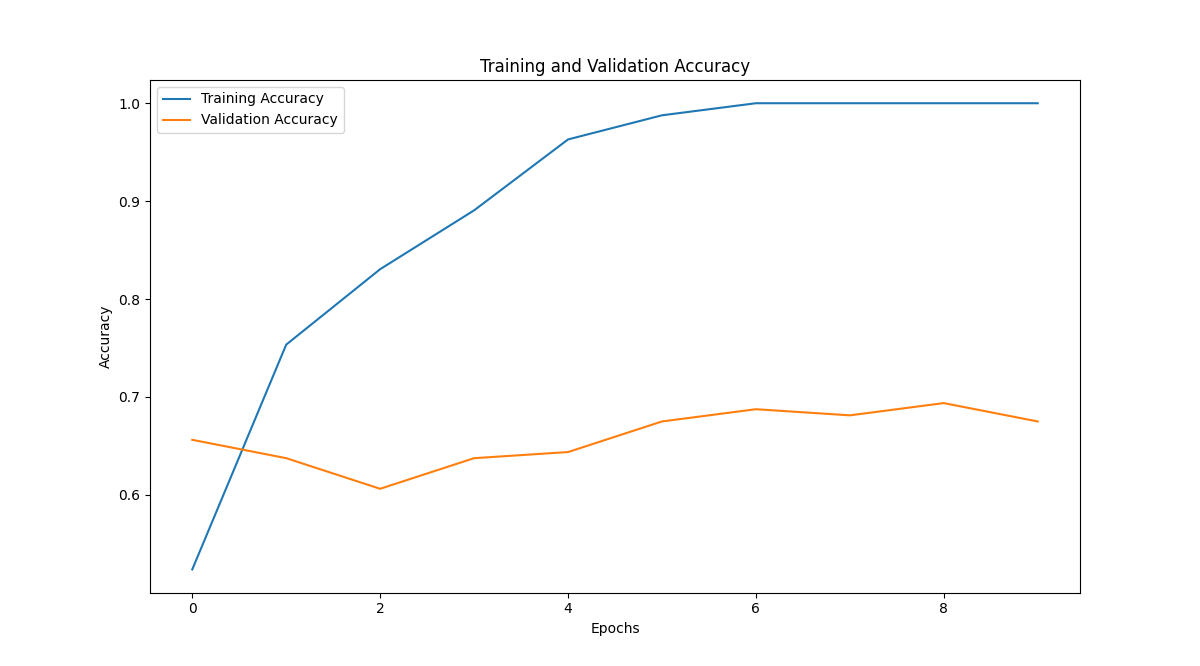 Training and Validation Accuracy
Training Accuracy
Validation Accuracy
1.0
0.9
0.8
0.7
0.6
Accuracy
0 2 4 6 8
Epochs